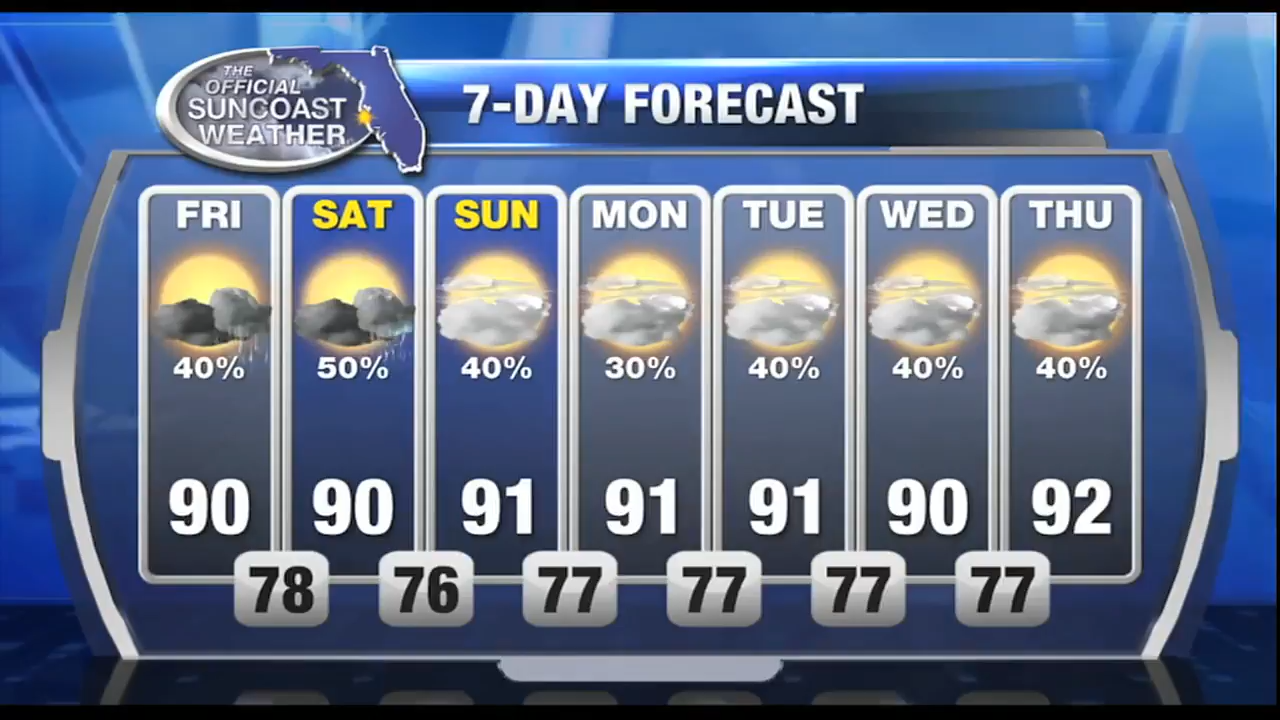 THE
OFFICIAL
SUNCOAST
WEATHER
7-DAY FORECAST
FRI SAT SUN MON TUE WED THU
40% 50% 40% 30% 40% 40% 40%
90 90 91 91 91 90 92
78 76 77 77 77 77